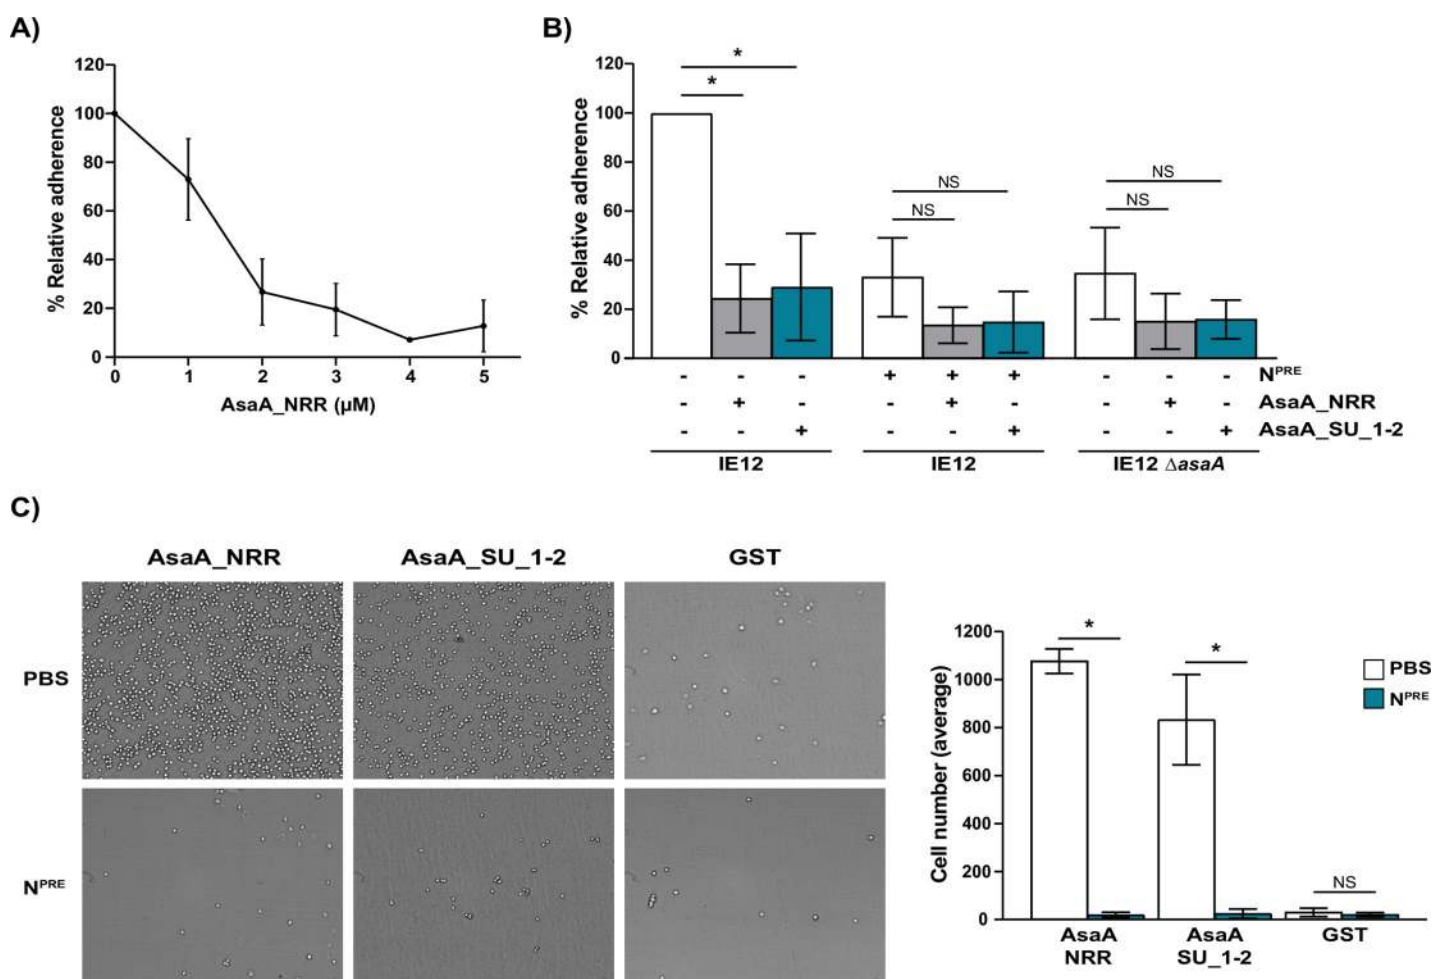 A)
120
100
80
60
40
20
0
% Relative adherence
0 1 2 3 4 5
AsaA_NRR (µM)
B)
120
100
80
60
40
20
0
% Relative adherence
*
*
NS
NS
NS
NS
- - - + + + - - - N^PRE
- + - - + - - + - AsaA_NRR
- - + - - + - - + AsaA_SU_1-2
IE12 IE12 IE12 ΔasaA
C)
AsaA_NRR AsaA_SU_1-2 GST
PBS
N^PRE
1200
1000
800
600
400
200
0
Cell number (average)
*
*
NS
PBS
N^PRE
AsaA NRR
AsaA SU_1-2
GST